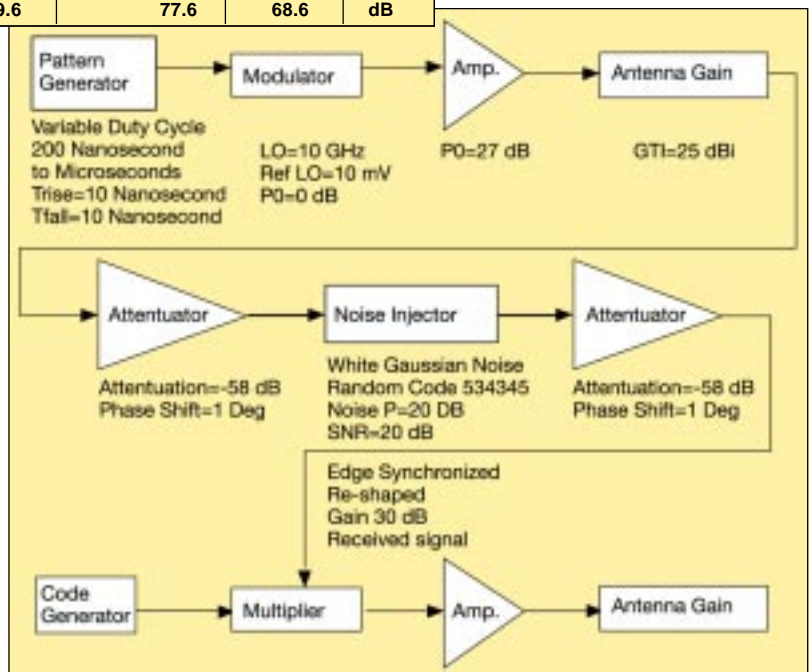 77.6 68.6 dB
Pattern
Generator
Modulator
Amp.
Antenna Gain
Variable Duty Cycle
200 Nanosecond
to Microseconds
Trise=10 Nanosecond
Tfall=10 Nanosecond
LO=10 GHz
Ref LO=10 mV
P0=0 dB
P0=27 dB
GTI=25 dBi
Attentuator
Noise Injector
Attentuator
Attentuation=-58 dB
Phase Shift=1 Deg
White Gaussian Noise
Random Code 534345
Noise P=20 DB
SNR=20 dB
Attentuation=-58 dB
Phase Shift=1 Deg
Edge Synchronized
Re-shaped
Gain 30 dB
Received signal
Code
Generator
Multiplier
Amp.
Antenna Gain